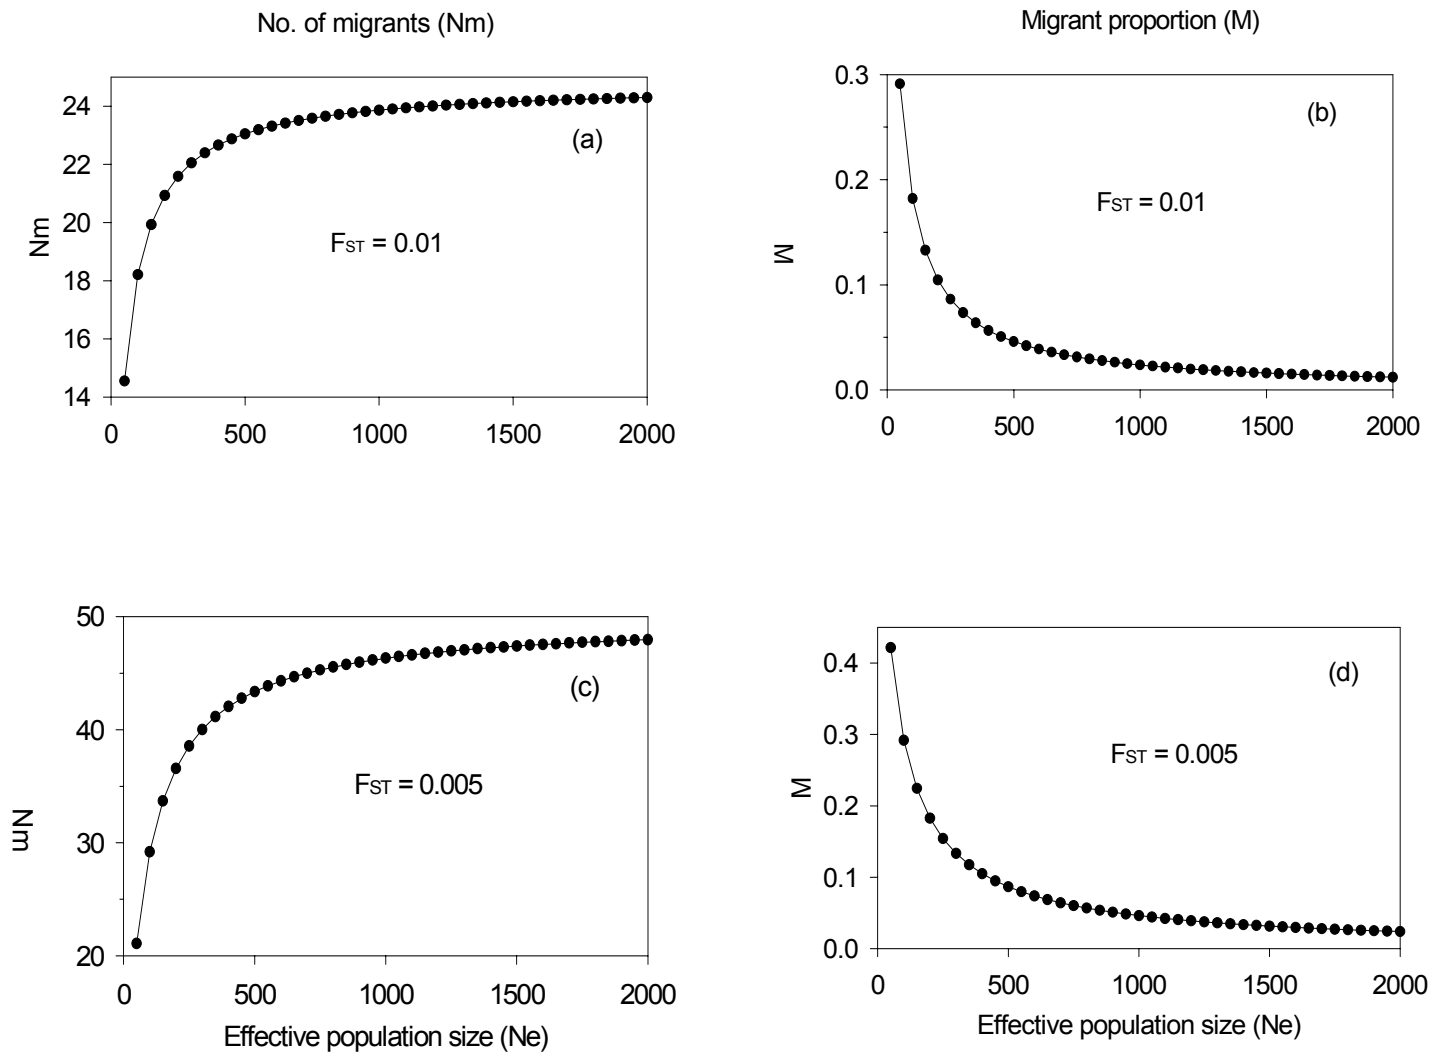 No. of migrants (Nm)
Migrant proportion (M)
24
22
20
18
16
14
Nm
(a)
FST = 0.01
0 500 1000 1500 2000
0.3
0.2
0.1
0.0
M
(b)
FST = 0.01
0 500 1000 1500 2000
50
40
30
20
Nm
(c)
FST = 0.005
0 500 1000 1500 2000
Effective population size (Ne)
0.4
0.3
0.2
0.1
0.0
M
(d)
FST = 0.005
0 500 1000 1500 2000
Effective population size (Ne)